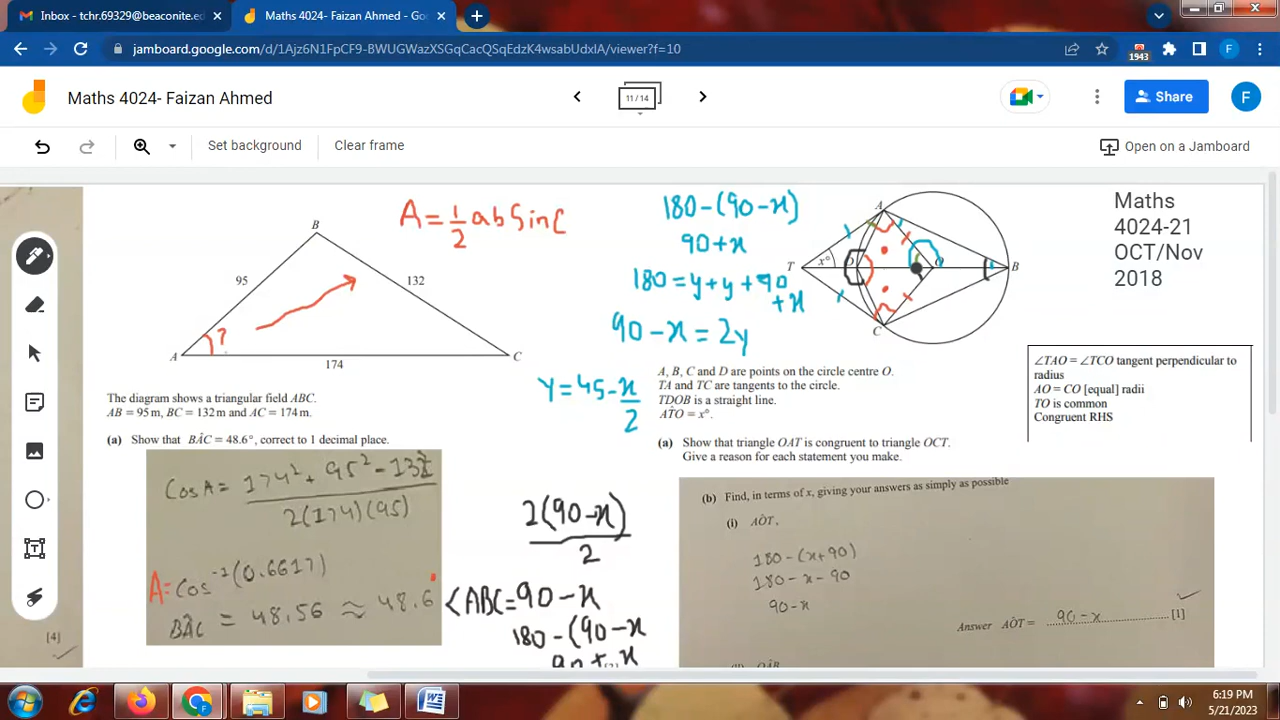 Inbox - tchr.69329@beaconite.ed
Maths 4024- Faizan Ahmed - Goo
jamboard.google.com/d/1Ajz6N1FpCF9-BWUGWazXSGqCacQSqEdzK4wsabUdxIA/viewer?f=10
1943
F
Maths 4024- Faizan Ahmed
11 / 14
Share
F
Set background
Clear frame
Open on a Jamboard
B
95
132
A
?
174
C
A = 1/2 ab Sin C
The diagram shows a triangular field ABC.
AB = 95 m, BC = 132 m and AC = 174 m.
(a) Show that BÂC = 48.6°, correct to 1 decimal place.
Cos A = 174² + 95² - 132²
2(174)(95)
A = Cos⁻¹(0.6617)
BÂC = 48.56 ≈ 48.6
[4]
180-(90-x)
90+x
180 = y+y+90
+x
90-x = 2y
y = 45-x/2
2(90-x)
2
<ABC = 90-x
180-(90-x
90+x
A
T
x°
D
O
B
C
A, B, C and D are points on the circle centre O.
TA and TC are tangents to the circle.
TDOB is a straight line.
AT̂O = x°.
(a) Show that triangle OAT is congruent to triangle OCT.
Give a reason for each statement you make.
(b) Find, in terms of x, giving your answers as simply as possible
(i) AÔT,
180-(x+90)
180-x-90
90-x
Answer AÔT = 90-x [1]
Maths
4024-21
OCT/Nov
2018
∠TAO = ∠TCO tangent perpendicular to
radius
AO = CO [equal] radii
TO is common
Congruent RHS
6:19 PM
5/21/2023